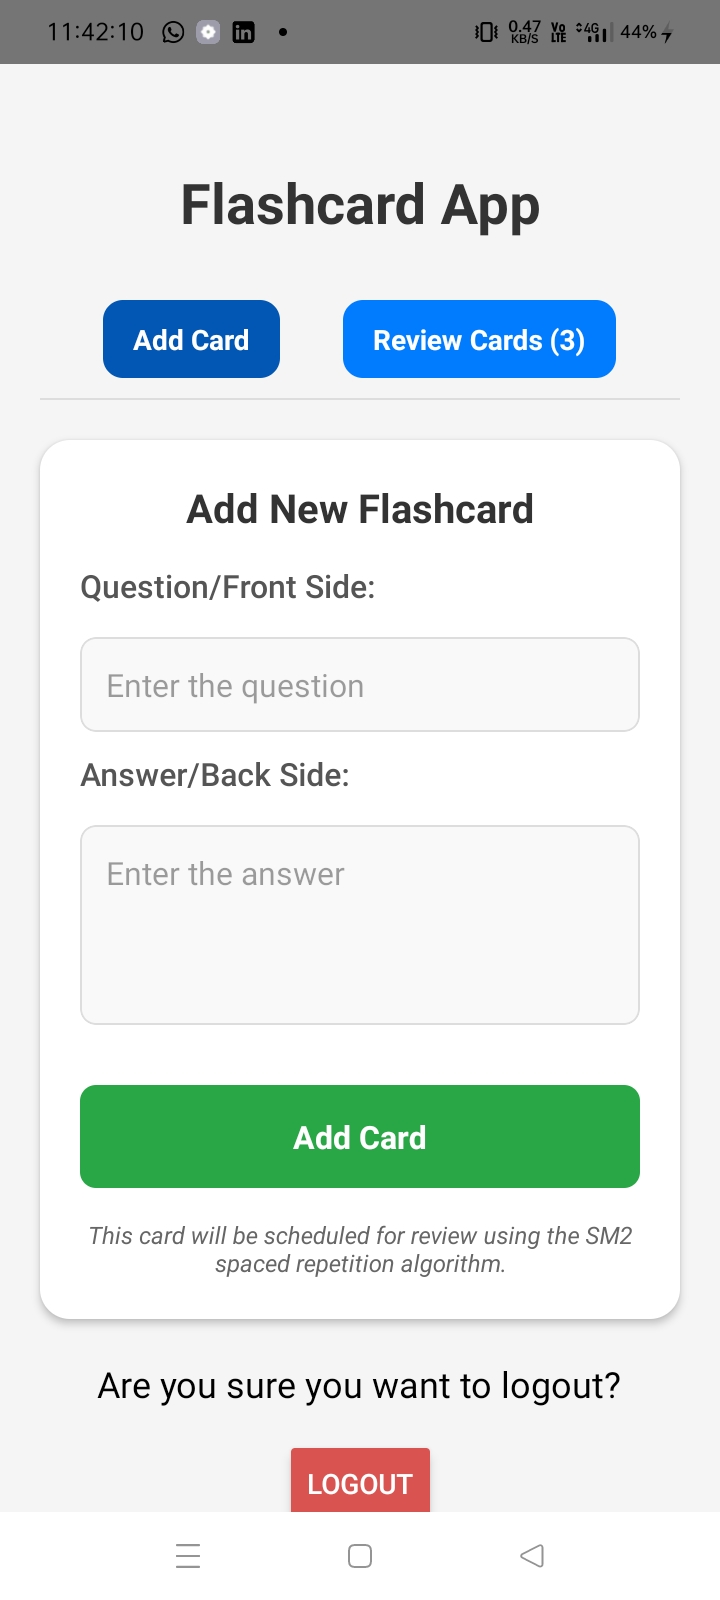 11:42:10 0.47 KB/S Vo LTE 4G 44%
Flashcard App
Add Card Review Cards (3)
Add New Flashcard
Question/Front Side:
Enter the question
Answer/Back Side:
Enter the answer
Add Card
This card will be scheduled for review using the SM2
spaced repetition algorithm.
Are you sure you want to logout?
LOGOUT